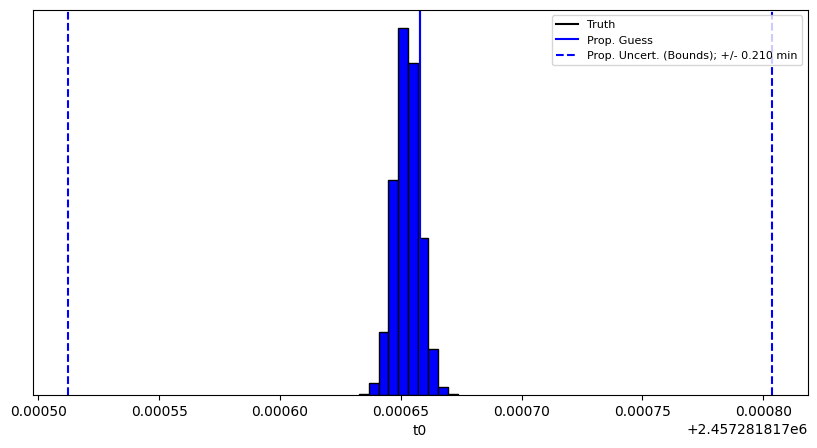 Truth
Prop. Guess
Prop. Uncert. (Bounds); +/- 0.210 min
0.00050 0.00055 0.00060 0.00065 0.00070 0.00075 0.00080
t0 +2.457281817e6